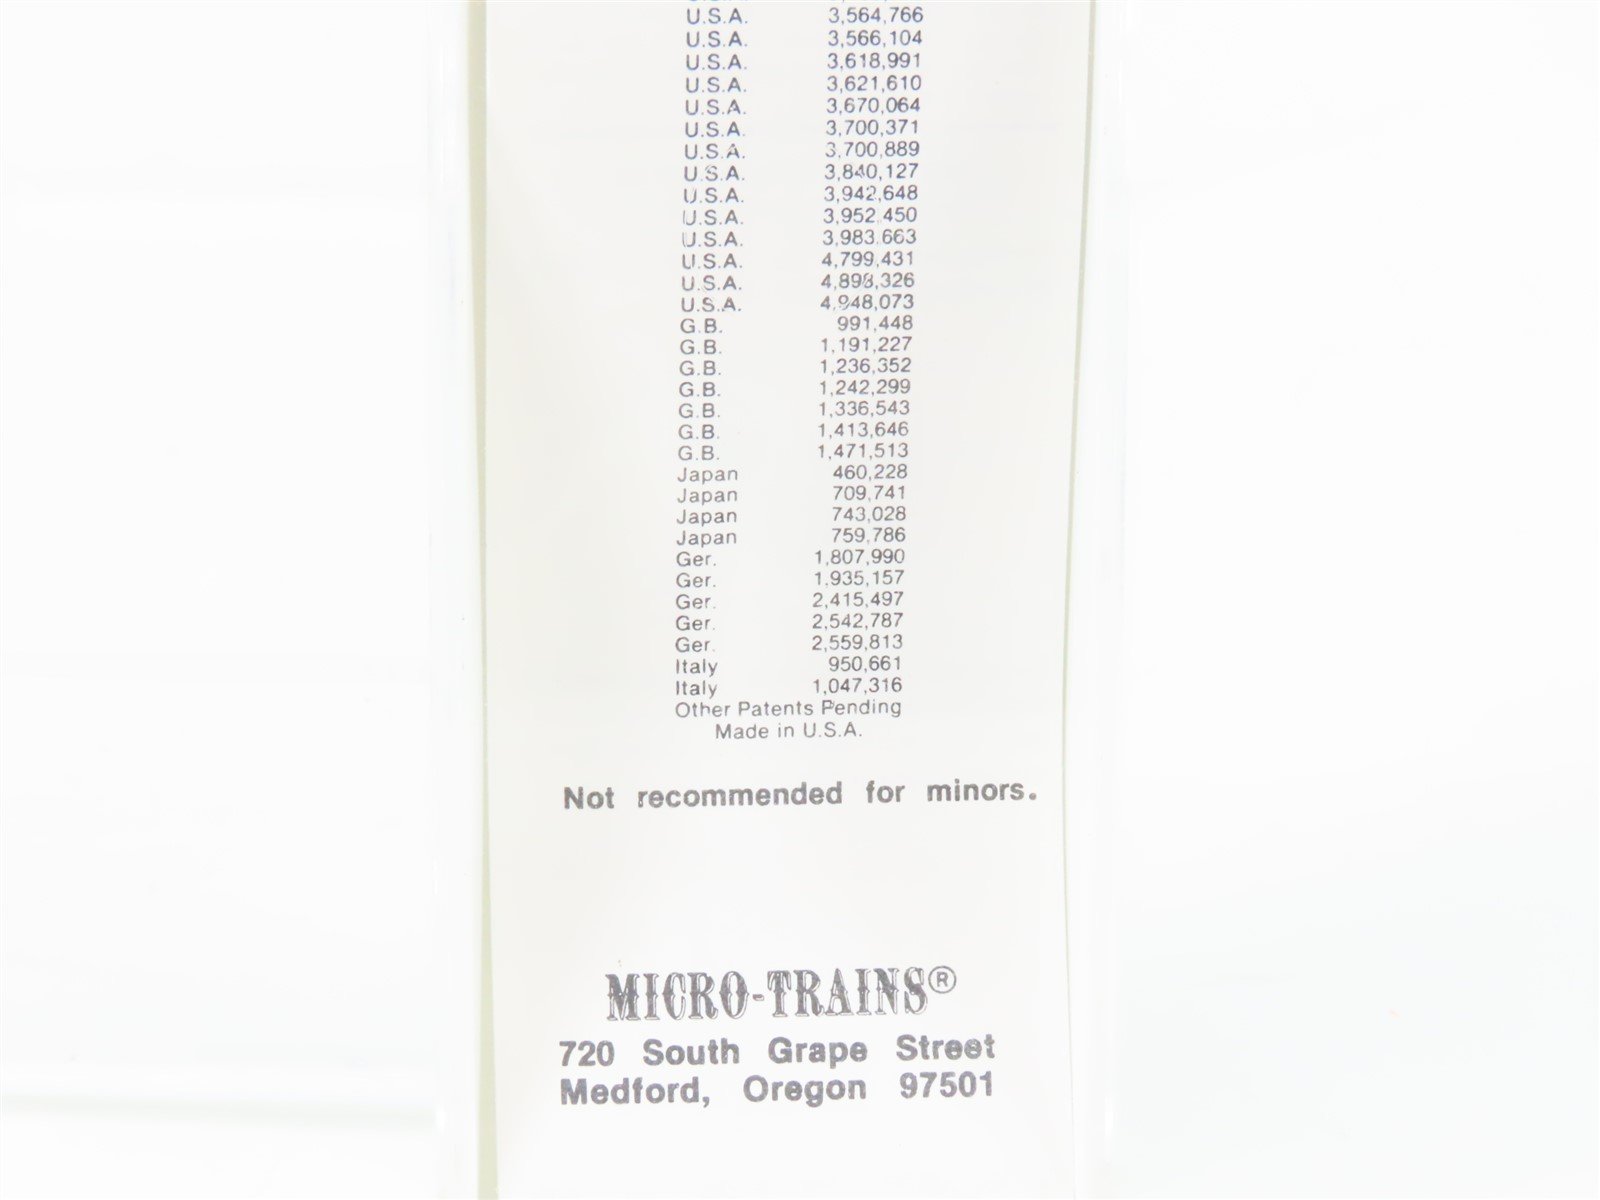 U.S.A. 3,564,766
U.S.A. 3,566,104
U.S.A. 3,618,991
U.S.A. 3,621,610
U.S.A. 3,670,064
U.S.A. 3,700,371
U.S.A. 3,700,889
U.S.A. 3,840,127
U.S.A. 3,942,648
U.S.A. 3,952,450
U.S.A. 3,983,663
U.S.A. 4,799,431
U.S.A. 4,898,326
U.S.A. 4,948,073
G.B. 991,448
G.B. 1,191,227
G.B. 1,236,352
G.B. 1,242,299
G.B. 1,336,543
G.B. 1,413,646
G.B. 1,471,513
Japan 460,228
Japan 709,741
Japan 743,028
Japan 759,786
Ger. 1,807,990
Ger. 1,935,157
Ger. 2,415,497
Ger. 2,542,787
Ger. 2,559,813
Italy 950,661
Italy 1,047,316
Other Patents Pending
Made in U.S.A.
Not recommended for minors.
MICRO-TRAINS®
720 South Grape Street
Medford, Oregon 97501